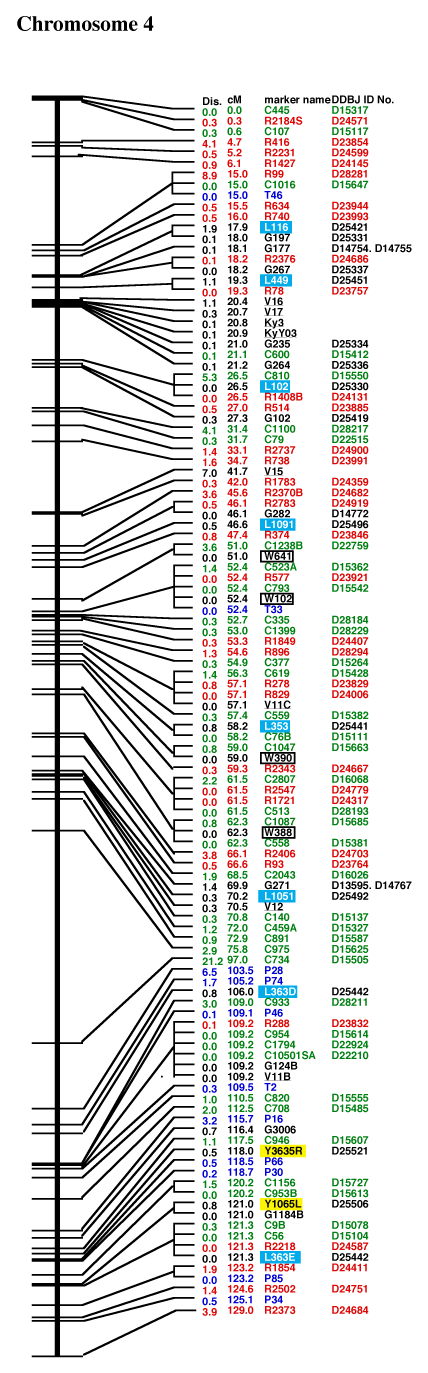 Chromosome 4
Dis. cM marker name DDBJ ID No.
0.0 0.0 C445 D15317
0.3 0.3 R2184S D24571
0.3 0.6 C107 D15117
4.1 4.7 R416 D23854
0.5 5.2 R2231 D24599
0.9 6.1 R1427 D24145
8.9 15.0 R99 D28281
0.0 15.0 C1016 D15647
0.0 15.0 T46
0.5 15.5 R634 D23944
0.5 16.0 R740 D23993
1.9 17.9 L116 D25421
0.1 18.0 G197 D25331
0.1 18.1 G177 D14754. D14755
0.1 18.2 R2376 D24686
0.0 18.2 G267 D25337
1.1 19.3 L449 D25451
0.0 19.3 R78 D23757
1.1 20.4 V16
0.3 20.7 V17
0.1 20.8 Ky3
0.1 20.9 KyY03
0.1 21.0 G235 D25334
0.1 21.1 C600 D15412
0.1 21.2 G264 D25336
5.3 26.5 C810 D15550
0.0 26.5 L102 D25330
0.0 26.5 R1408B D24131
0.5 27.0 R514 D23885
0.3 27.3 G102 D25419
4.1 31.4 C1100 D28217
0.3 31.7 C79 D22515
1.4 33.1 R2737 D24900
1.6 34.7 R738 D23991
7.0 41.7 V15
0.3 42.0 R1783 D24359
3.6 45.6 R2370B D24682
0.5 46.1 R2783 D24919
0.0 46.1 G282 D14772
0.5 46.6 L1091 D25496
0.8 47.4 R374 D23846
3.6 51.0 C1238B D22759
0.0 51.0 W641
1.4 52.4 C523A D15362
0.0 52.4 R577 D23921
0.0 52.4 C793 D15542
0.0 52.4 W102
0.0 52.4 T33
0.3 52.7 C335 D28184
0.3 53.0 C1399 D28229
0.3 53.3 R1849 D24407
1.3 54.6 R896 D28294
0.3 54.9 C377 D15264
1.4 56.3 C619 D15428
0.8 57.1 R278 D23829
0.0 57.1 R829 D24006
0.0 57.1 V11C
0.3 57.4 C559 D15382
0.8 58.2 L353 D25441
0.0 58.2 C76B D15111
0.8 59.0 C1047 D15663
0.0 59.0 W390
0.3 59.3 R2343 D24667
2.2 61.5 C2807 D16068
0.0 61.5 R2547 D24779
0.0 61.5 R1721 D24317
0.0 61.5 C513 D28193
0.8 62.3 C1087 D15685
0.0 62.3 W388
0.0 62.3 C558 D15381
3.8 66.1 R2406 D24703
0.5 66.6 R93 D23764
1.9 68.5 C2043 D16026
1.4 69.9 G271 D13595. D14767
0.3 70.2 L1051 D25492
0.3 70.5 V12
0.3 70.8 C140 D15137
1.2 72.0 C459A D15327
0.9 72.9 C891 D15587
2.9 75.8 C975 D15625
21.2 97.0 C734 D15505
6.5 103.5 P28
1.7 105.2 P74
0.8 106.0 L363D D25442
3.0 109.0 C933 D28211
0.1 109.1 P46
0.1 109.2 R288 D23832
0.0 109.2 C954 D15614
0.0 109.2 C1794 D22924
0.0 109.2 C10501SA D22210
0.0 109.2 G124B
0.0 109.2 V11B
0.3 109.5 T2
1.0 110.5 C820 D15555
2.0 112.5 C708 D15485
3.2 115.7 P16
0.7 116.4 G3006
1.1 117.5 C946 D15607
0.5 118.0 Y3635R D25521
0.5 118.5 P66
0.2 118.7 P30
1.5 120.2 C1156 D15727
0.0 120.2 C953B D15613
0.8 121.0 Y1065L D25506
0.0 121.0 G1184B
0.3 121.3 C9B D15078
0.0 121.3 C56 D15104
0.0 121.3 R2218 D24587
0.0 121.3 L363E D25442
1.9 123.2 R1854 D24411
0.0 123.2 P85
1.4 124.6 R2502 D24751
0.5 125.1 P34
3.9 129.0 R2373 D24684